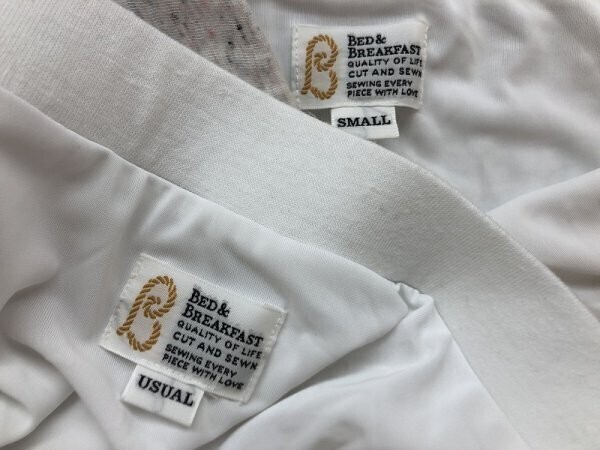 BED &
BREAKFAST
QUALITY OF LIFE
CUT AND SEWN
SEWING EVERY
PIECE WITH LOVE
SMALL
B
BED &
BREAKFAST
QUALITY OF LIFE
CUT AND SEWN
SEWING EVERY
PIECE WITH LOVE
USUAL
B